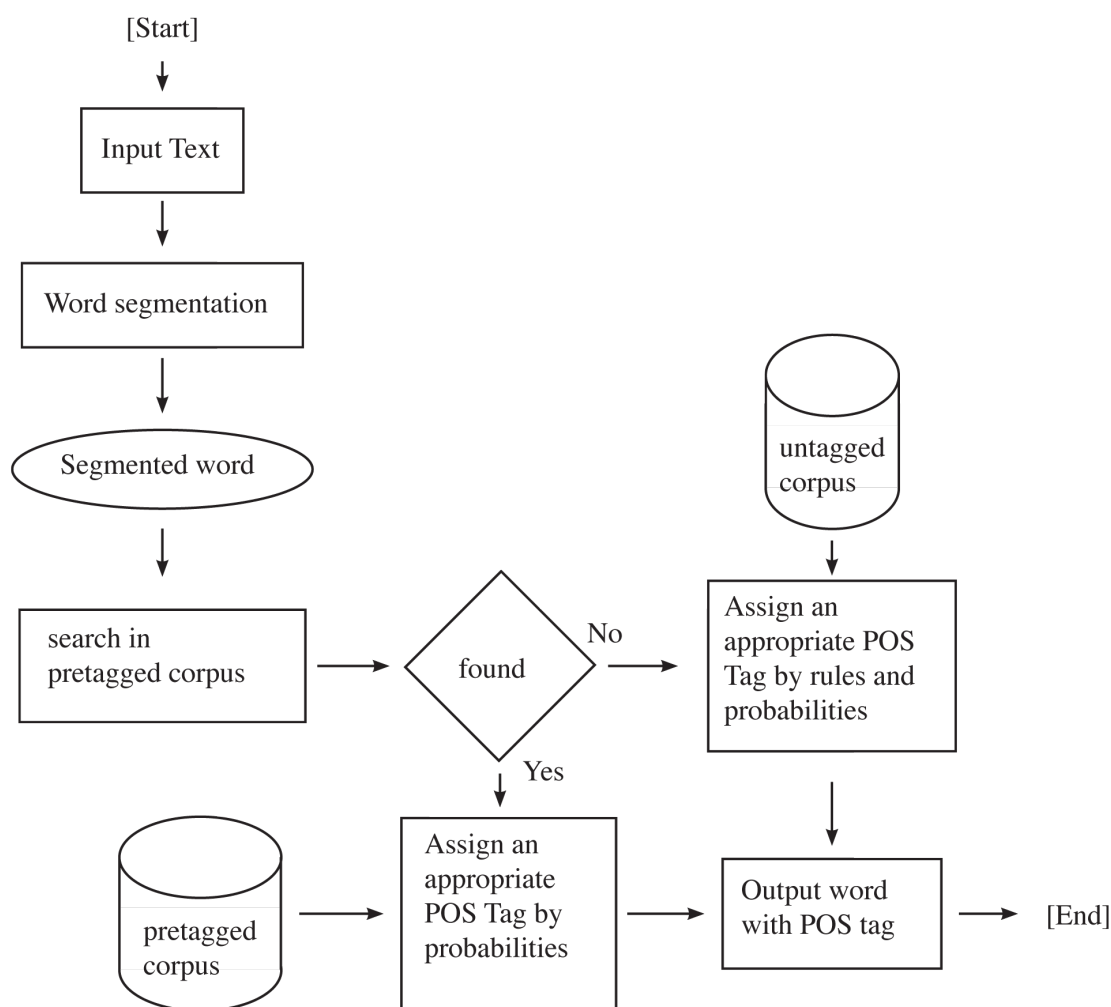 [Start]
Input Text
Word segmentation
Segmented word
search in
pretagged corpus
found
No
Yes
untagged
corpus
Assign an
appropriate POS
Tag by rules and
probabilities
pretagged
corpus
Assign an
appropriate
POS Tag by
probabilities
Output word
with POS tag
[End]